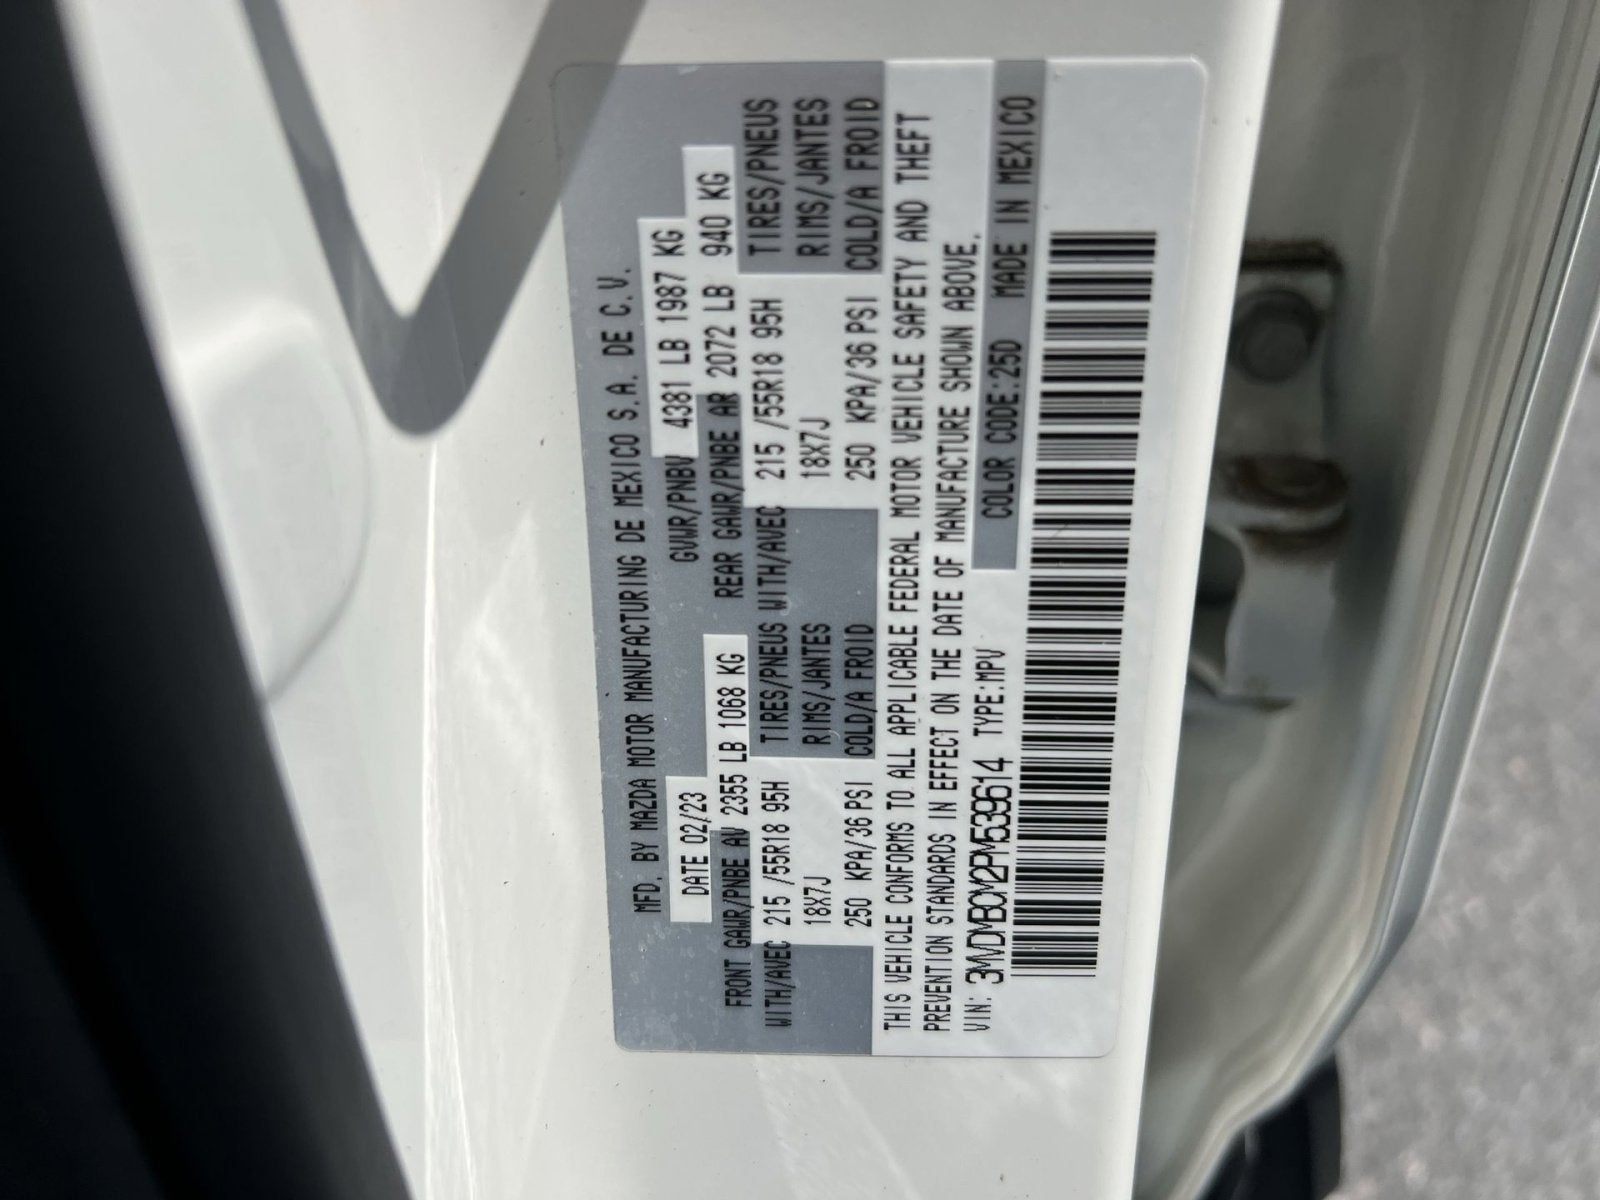 MFD. BY MAZDA MOTOR MANUFACTURING DE MEXICO S.A. DE C.V.
DATE 02/23 GVWR/PNBV 4381 LB 1987 KG
FRONT GAWR/PNBE AV 2355 LB 1068 KG REAR GAWR/PNBE AR 2072 LB 940 KG
WITH/AVEC 215 /55R18 95H TIRES/PNEUS WITH/AVEC 215 /55R18 95H TIRES/PNEUS
18X7J RIMS/JANTES 18X7J RIMS/JANTES
250 KPA/36 PSI COLD/A FROID 250 KPA/36 PSI COLD/A FROID
THIS VEHICLE CONFORMS TO ALL APPLICABLE FEDERAL MOTOR VEHICLE SAFETY AND THEFT
PREVENTION STANDARDS IN EFFECT ON THE DATE OF MANUFACTURE SHOWN ABOVE.
VIN: 3MVDMBCY2PM539614 TYPE:MPV COLOR CODE:25D MADE IN MEXICO